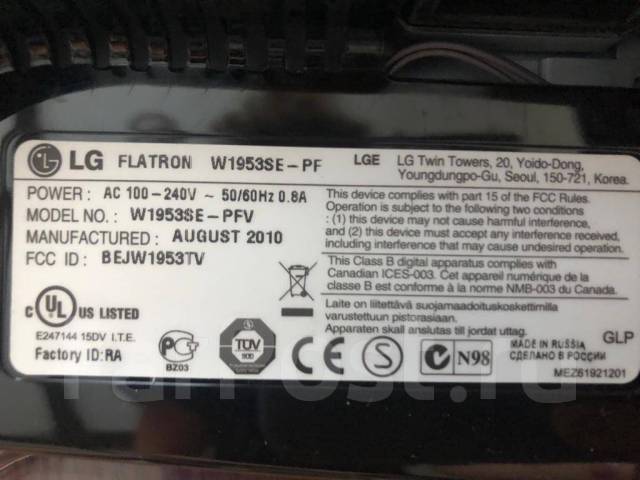 LG FLATRON W1953SE-PF LGE LG Twin Towers, 20, Yoido-Dong,
Youngdungpo-Gu, Seoul, 150-721, Korea.
POWER : AC 100-240V ~ 50/60Hz 0.8A
MODEL NO. : W1953SE-PFV
MANUFACTURED : AUGUST 2010
FCC ID : BEJW1953TV
This device complies with part 15 of the FCC Rules.
Operation is subject to the following two conditions
: (1) this device may not cause harmful interference,
and (2) this device must accept any interference received,
including interference that may cause undesired operation.
This Class B digital apparatus complies with
Canadian ICES-003. Cet appareil numérique de la
classe B est conforme à la norme NMB-003 du Canada.
Laite on liitettävä suojamaadoituskoskettimilla
varustettuun pistorasiaan.
Apparaten skall anslutas till jordat uttag.
C UL US LISTED
E247144 15DV I.T.E.
Factory ID:RA
BZ03
TÜV
CE
S
N98
GLP
MADE IN RUSSIA
СДЕЛАНО В РОССИИ
MEZ61921201